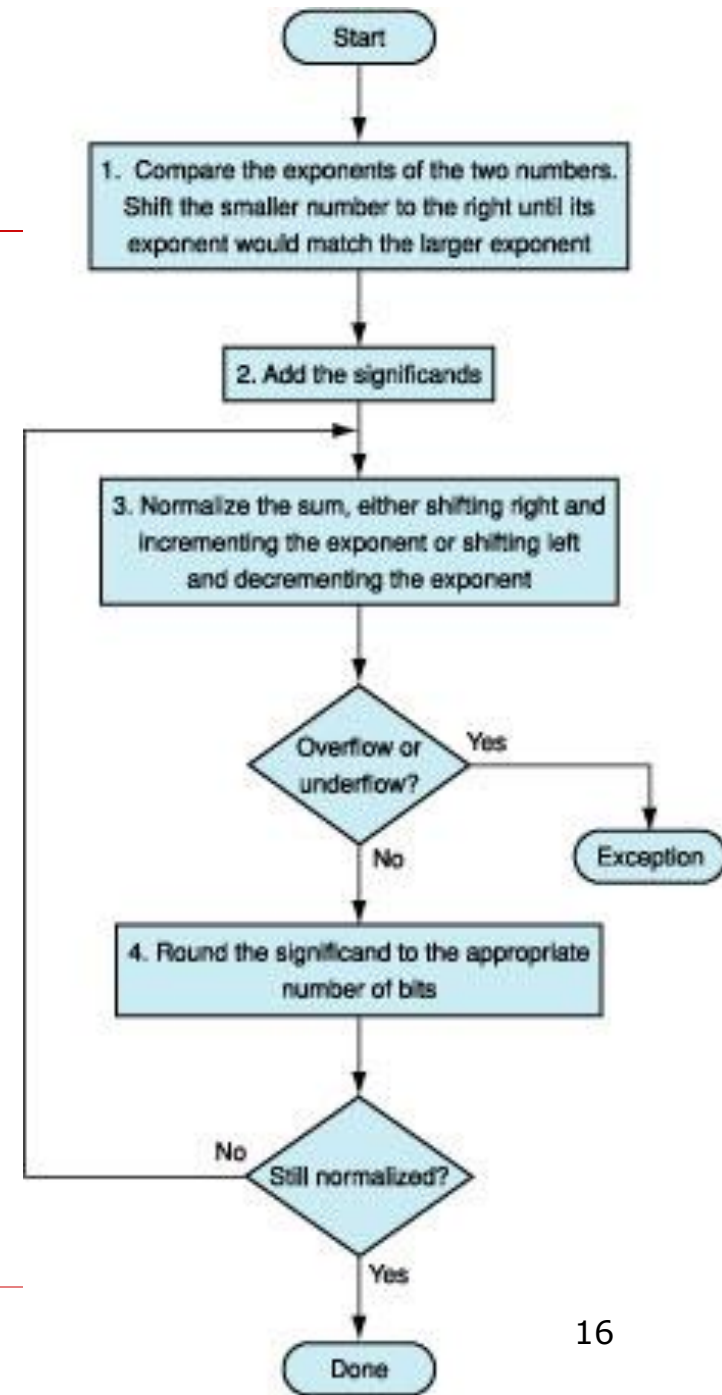 Start
1. Compare the exponents of the two numbers.
Shift the smaller number to the right until its
exponent would match the larger exponent
2. Add the significands
3. Normalize the sum, either shifting right and
incrementing the exponent or shifting left
and decrementing the exponent
Overflow or
underflow?
Yes
Exception
No
4. Round the significand to the appropriate
number of bits
No
Still normalized?
Yes
Done
16